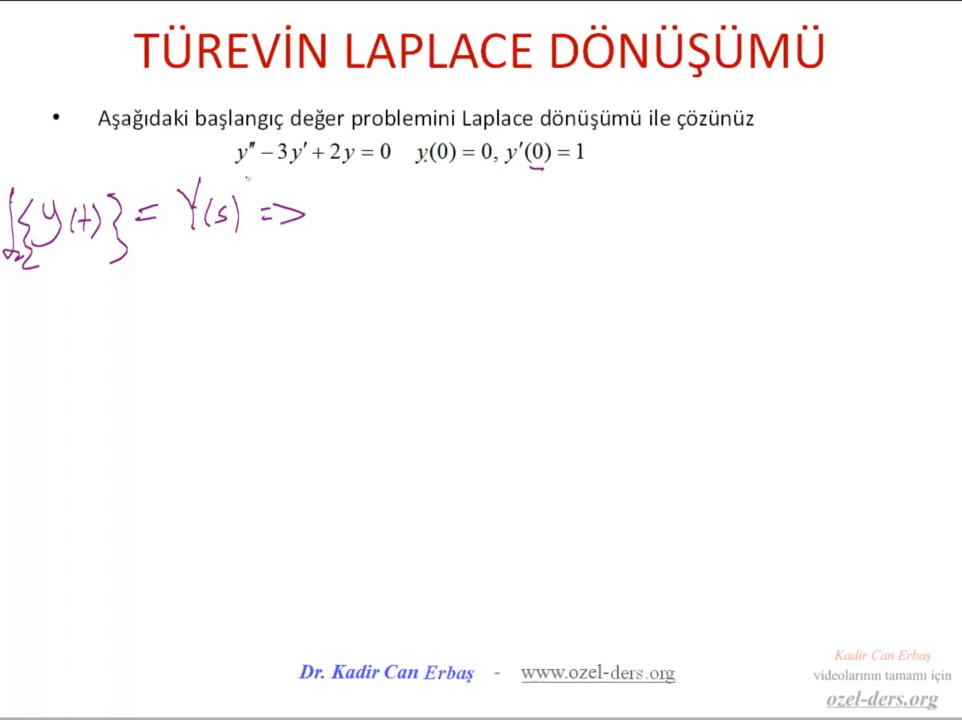 TÜREVİN LAPLACE DÖNÜŞÜMÜ
• Aşağıdaki başlangıç değer problemini Laplace dönüşümü ile çözünüz
y″ − 3y′ + 2y = 0 y(0) = 0, y′(0) = 1
ℒ{y(t)} = Y(s) =>
Dr. Kadir Can Erbaş - www.ozel-ders.org
Kadir Can Erbaş
videolarının tamamı için
ozel-ders.org